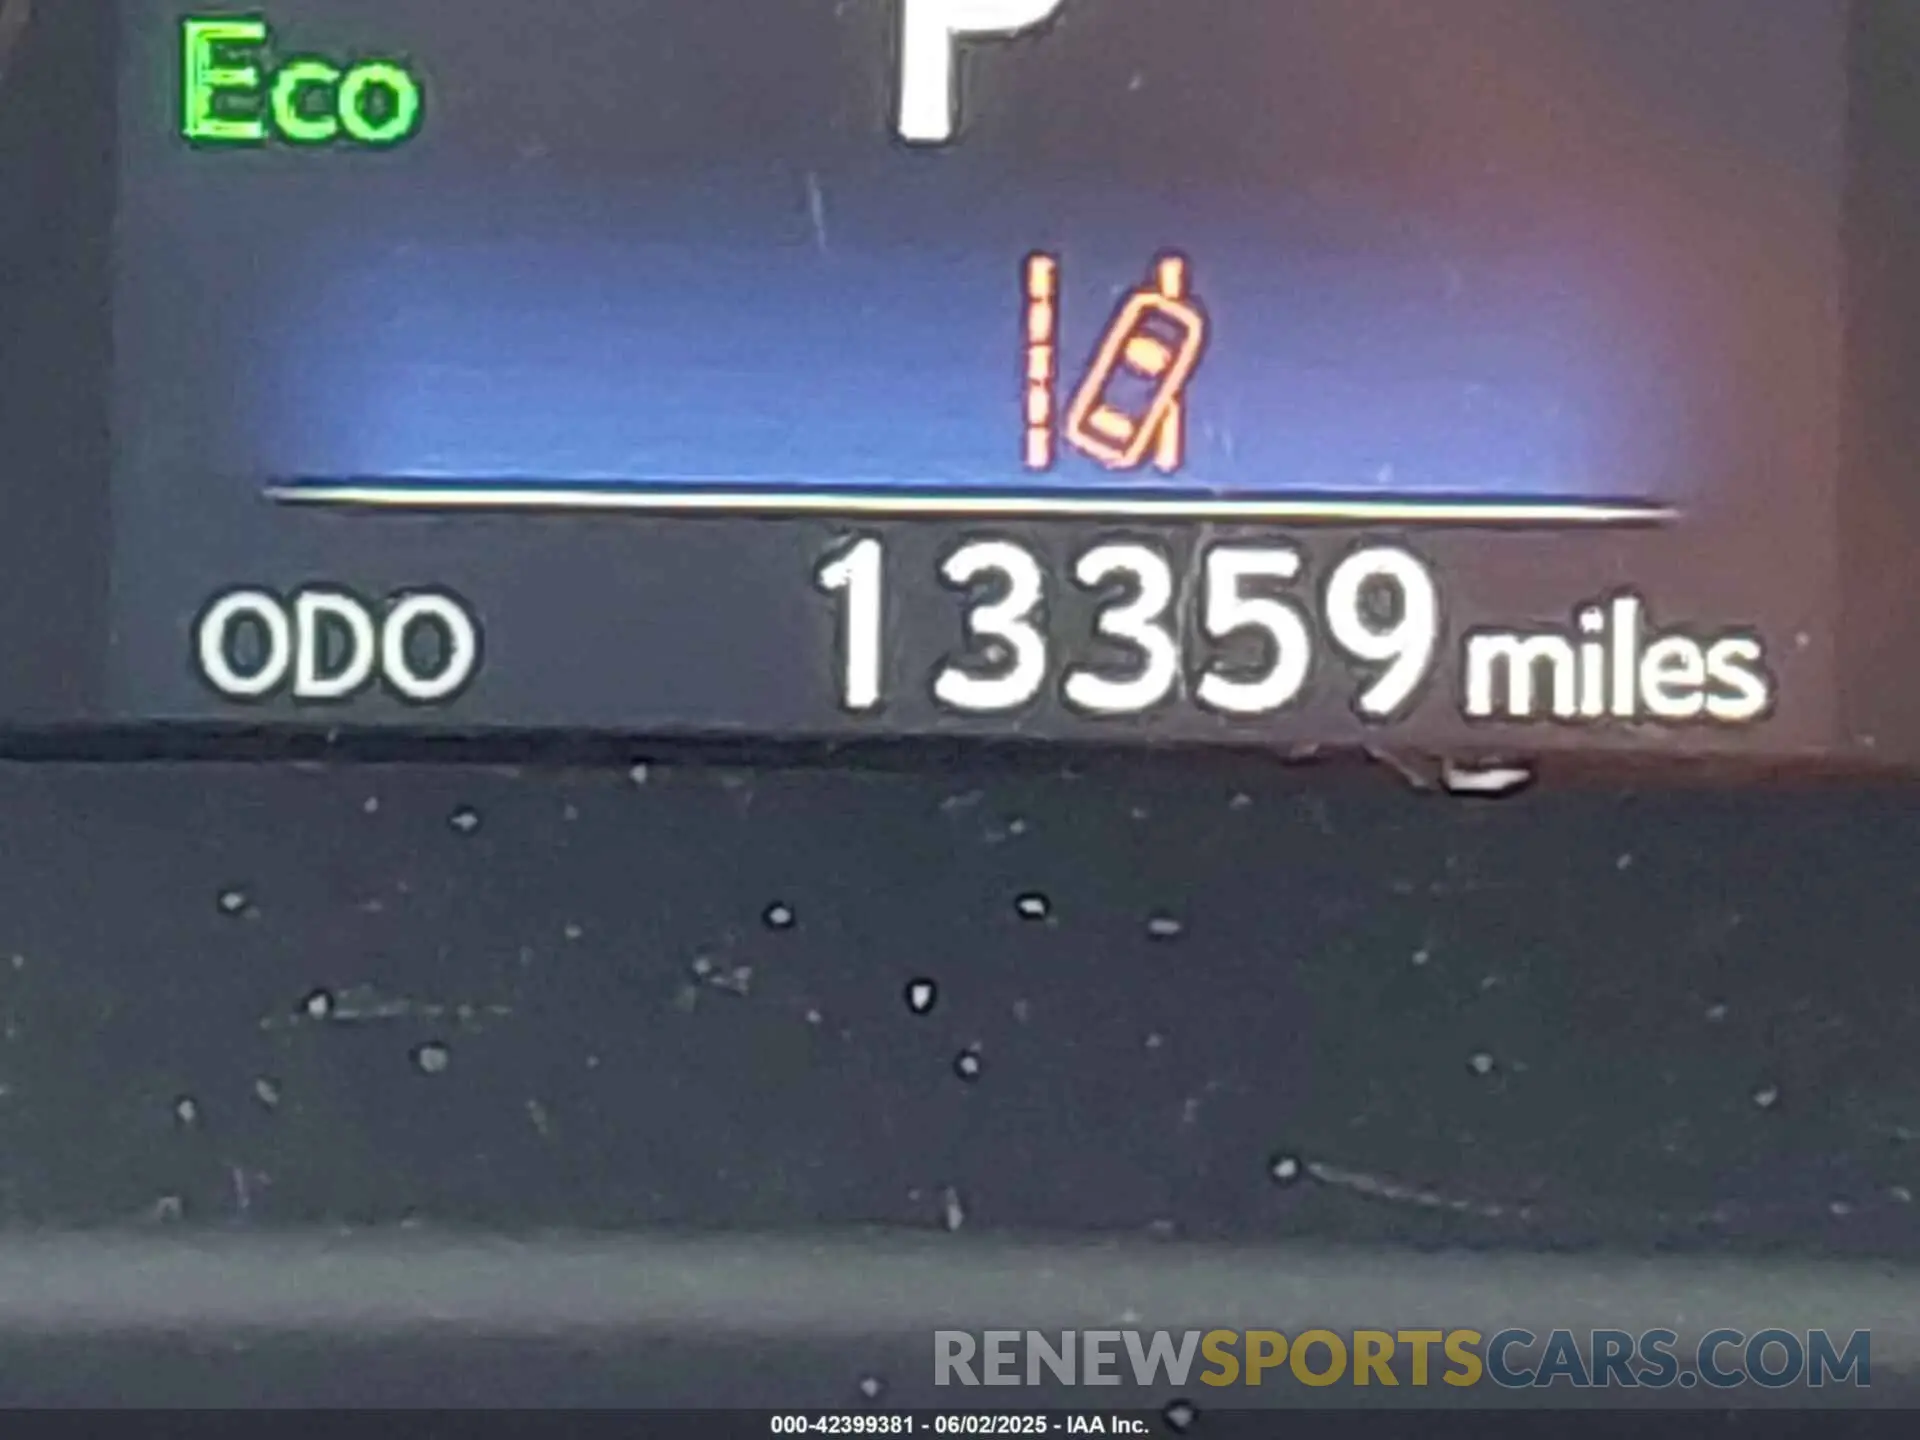 Eco
P
ODO 13359 miles
RENEWSPORTSCARS.COM
000-42399381 - 06/02/2025 - IAA Inc.